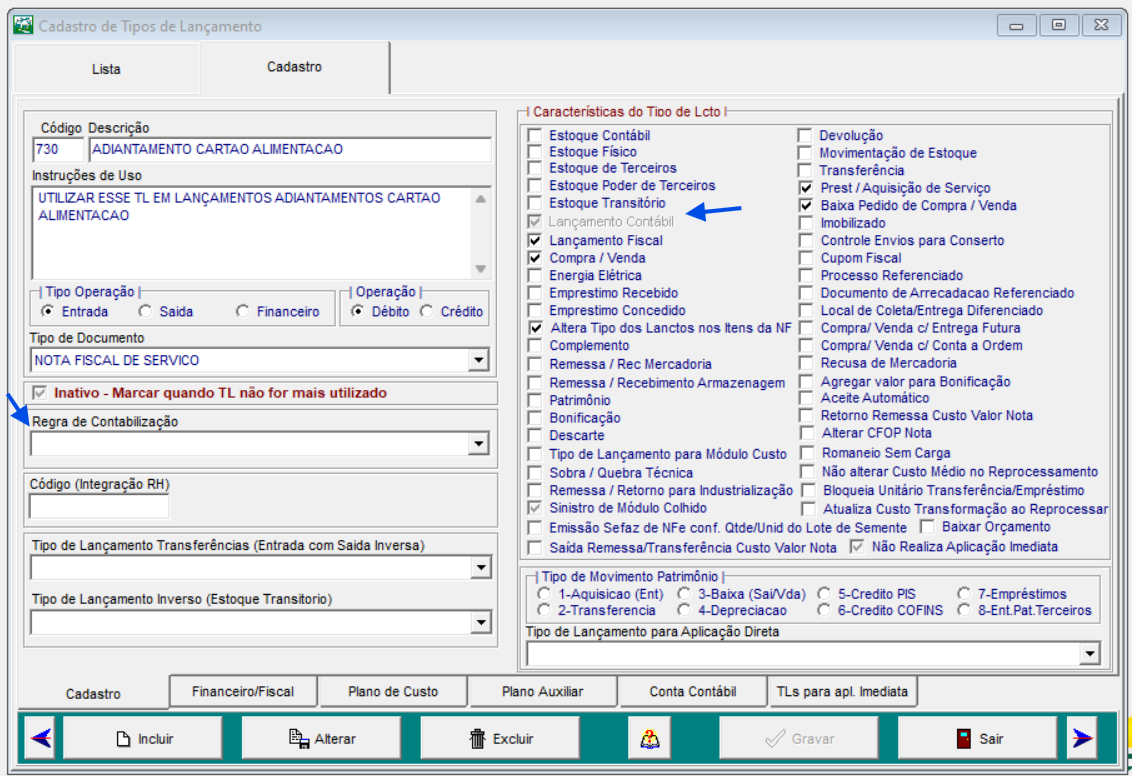 Cadastro de Tipos de Lançamento
Lista
Cadastro
Código Descrição
730 ADIANTAMENTO CARTAO ALIMENTACAO
Instruções de Uso
UTILIZAR ESSE TL EM LANÇAMENTOS ADIANTAMENTOS CARTAO
ALIMENTACAO
Tipo Operação
Entrada Saida Financeiro
Operação
Débito Crédito
Tipo de Documento
NOTA FISCAL DE SERVICO
Inativo - Marcar quando TL não for mais utilizado
Regra de Contabilização
Código (Integração RH)
Tipo de Lançamento Transferências (Entrada com Saida Inversa)
Tipo de Lançamento Inverso (Estoque Transitorio)
Características do Tipo de Lcto
Estoque Contábil
Estoque Físico
Estoque de Terceiros
Estoque Poder de Terceiros
Estoque Transitório
Lançamento Contábil
Lançamento Fiscal
Compra / Venda
Energia Elétrica
Emprestimo Recebido
Emprestimo Concedido
Altera Tipo dos Lanctos nos Itens da NF
Complemento
Remessa / Rec Mercadoria
Remessa / Recebimento Armazenagem
Patrimônio
Bonificação
Descarte
Tipo de Lançamento para Módulo Custo
Sobra / Quebra Técnica
Remessa / Retorno para Industrialização
Sinistro de Módulo Colhido
Devolução
Movimentação de Estoque
Transferência
Prest / Aquisição de Serviço
Baixa Pedido de Compra / Venda
Imobilizado
Controle Envios para Conserto
Cupom Fiscal
Processo Referenciado
Documento de Arrecadacao Referenciado
Local de Coleta/Entrega Diferenciado
Compra/ Venda c/ Entrega Futura
Compra/ Venda c/ Conta a Ordem
Recusa de Mercadoria
Agregar valor para Bonificação
Aceite Automático
Retorno Remessa Custo Valor Nota
Alterar CFOP Nota
Romaneio Sem Carga
Não alterar Custo Médio no Reprocessamento
Bloqueia Unitário Transferência/Empréstimo
Atualiza Custo Transformação ao Reprocessar
Emissão Sefaz de NFe conf. Qtde/Unid do Lote de Semente Baixar Orçamento
Saída Remessa/Transferência Custo Valor Nota Não Realiza Aplicação Imediata
Tipo de Movimento Patrimônio
1-Aquisicao (Ent) 3-Baixa (Sai/Vda) 5-Credito PIS 7-Empréstimos
2-Transferencia 4-Depreciacao 6-Credito COFINS 8-Ent.Pat.Terceiros
Tipo de Lançamento para Aplicação Direta
Cadastro Financeiro/Fiscal Plano de Custo Plano Auxiliar Conta Contábil TLs para apl. Imediata
Incluir Alterar Excluir Gravar Sair